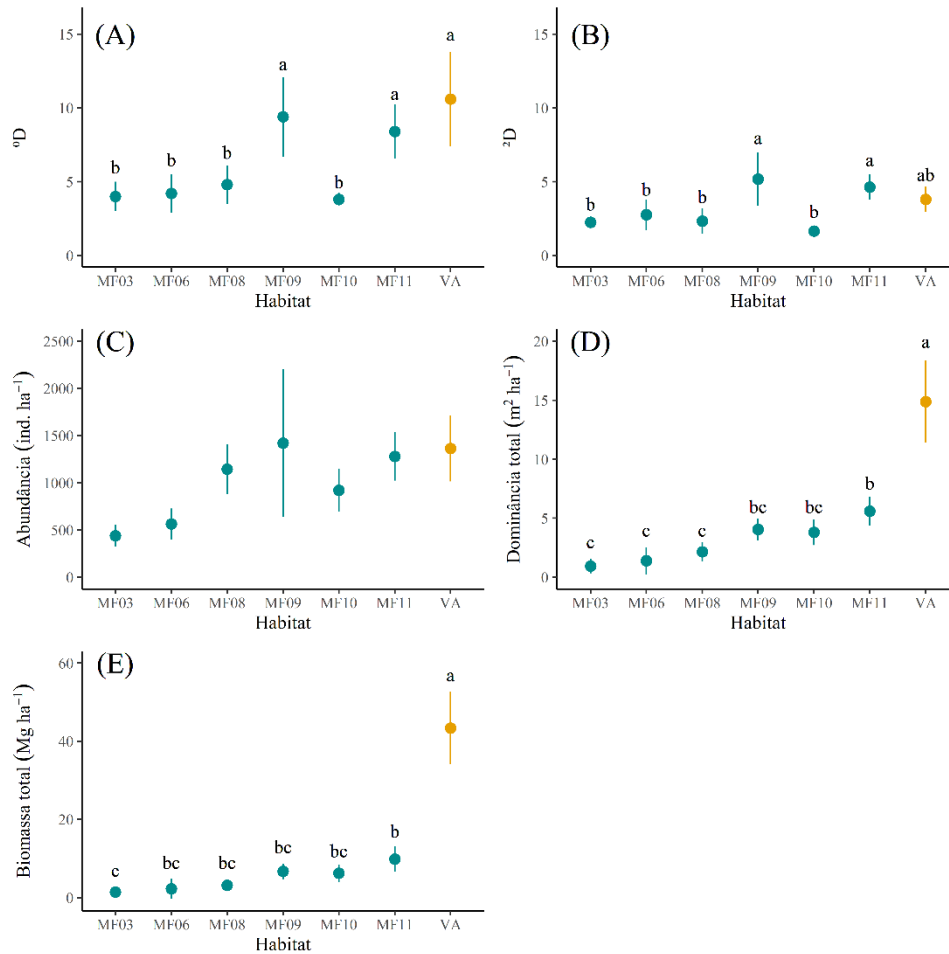 (A)
15
10
5
0
⁰D
b
b
b
a
b
a
a
MF03 MF06 MF08 MF09 MF10 MF11 VA
Habitat
(B)
15
10
5
0
²D
b
b
b
a
b
a
ab
MF03 MF06 MF08 MF09 MF10 MF11 VA
Habitat
(C)
2500
2000
1500
1000
500
0
Abundância (ind. ha⁻¹)
MF03 MF06 MF08 MF09 MF10 MF11 VA
Habitat
(D)
20
15
10
5
0
Dominância total (m² ha⁻¹)
c
c
c
bc
bc
b
a
MF03 MF06 MF08 MF09 MF10 MF11 VA
Habitat
(E)
60
40
20
0
Biomassa total (Mg ha⁻¹)
c
bc
bc
bc
bc
b
a
MF03 MF06 MF08 MF09 MF10 MF11 VA
Habitat